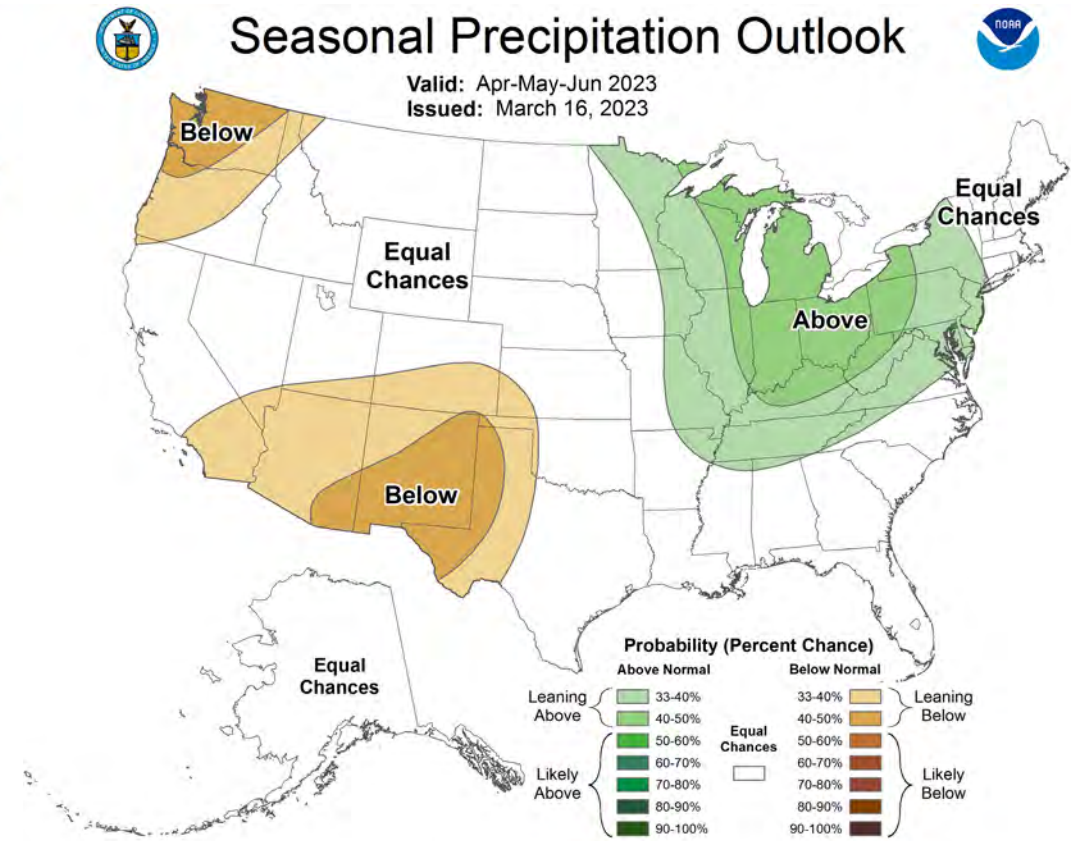 Seasonal Precipitation Outlook
NOAA
Valid: Apr-May-Jun 2023
Issued: March 16, 2023
Below
Equal
Chances
Equal
Chances
Above
Below
Equal
Chances
Probability (Percent Chance)
Above Normal
Below Normal
Leaning
Above
33-40%
40-50%
Likely
Above
50-60%
60-70%
70-80%
80-90%
90-100%
Equal
Chances
33-40%
40-50%
Leaning
Below
50-60%
60-70%
70-80%
80-90%
90-100%
Likely
Below